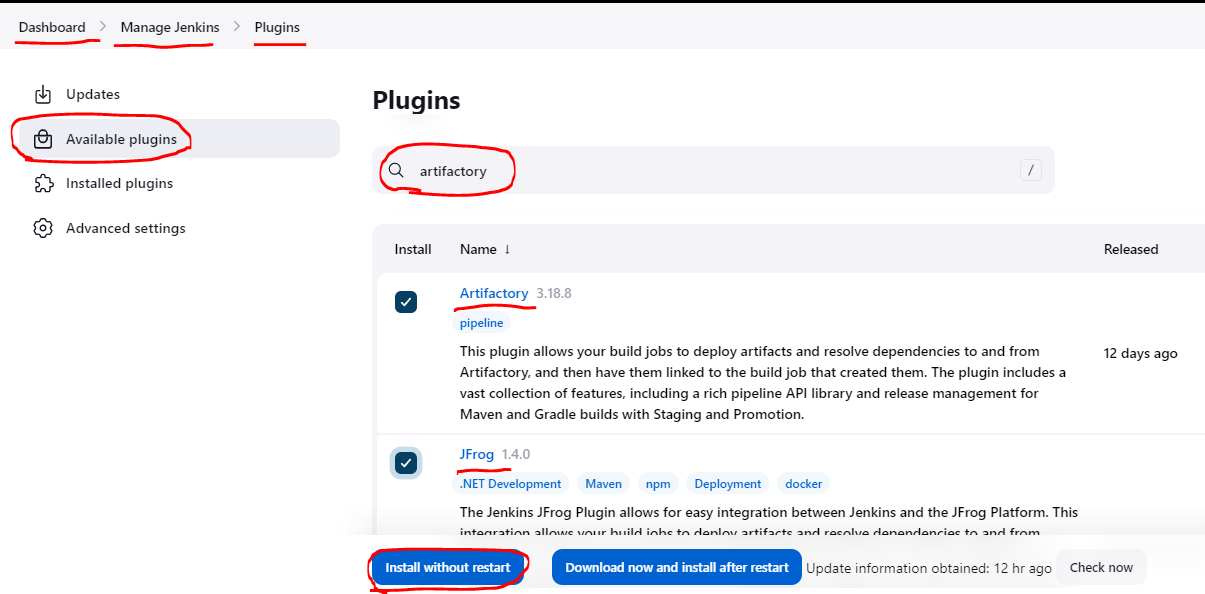 Dashboard > Manage Jenkins > Plugins
Updates
Available plugins
Installed plugins
Advanced settings
Plugins
artifactory /
Install Name ↓ Released
Artifactory 3.18.8
pipeline
This plugin allows your build jobs to deploy artifacts and resolve dependencies to and from
Artifactory, and then have them linked to the build job that created them. The plugin includes a
vast collection of features, including a rich pipeline API library and release management for
Maven and Gradle builds with Staging and Promotion.
12 days ago
JFrog 1.4.0
.NET Development Maven npm Deployment docker
The Jenkins JFrog Plugin allows for easy integration between Jenkins and the JFrog Platform. This
integration allows your build jobs to deploy artifacts and resolve dependencies to and from
Install without restart Download now and install after restart Update information obtained: 12 hr ago Check now